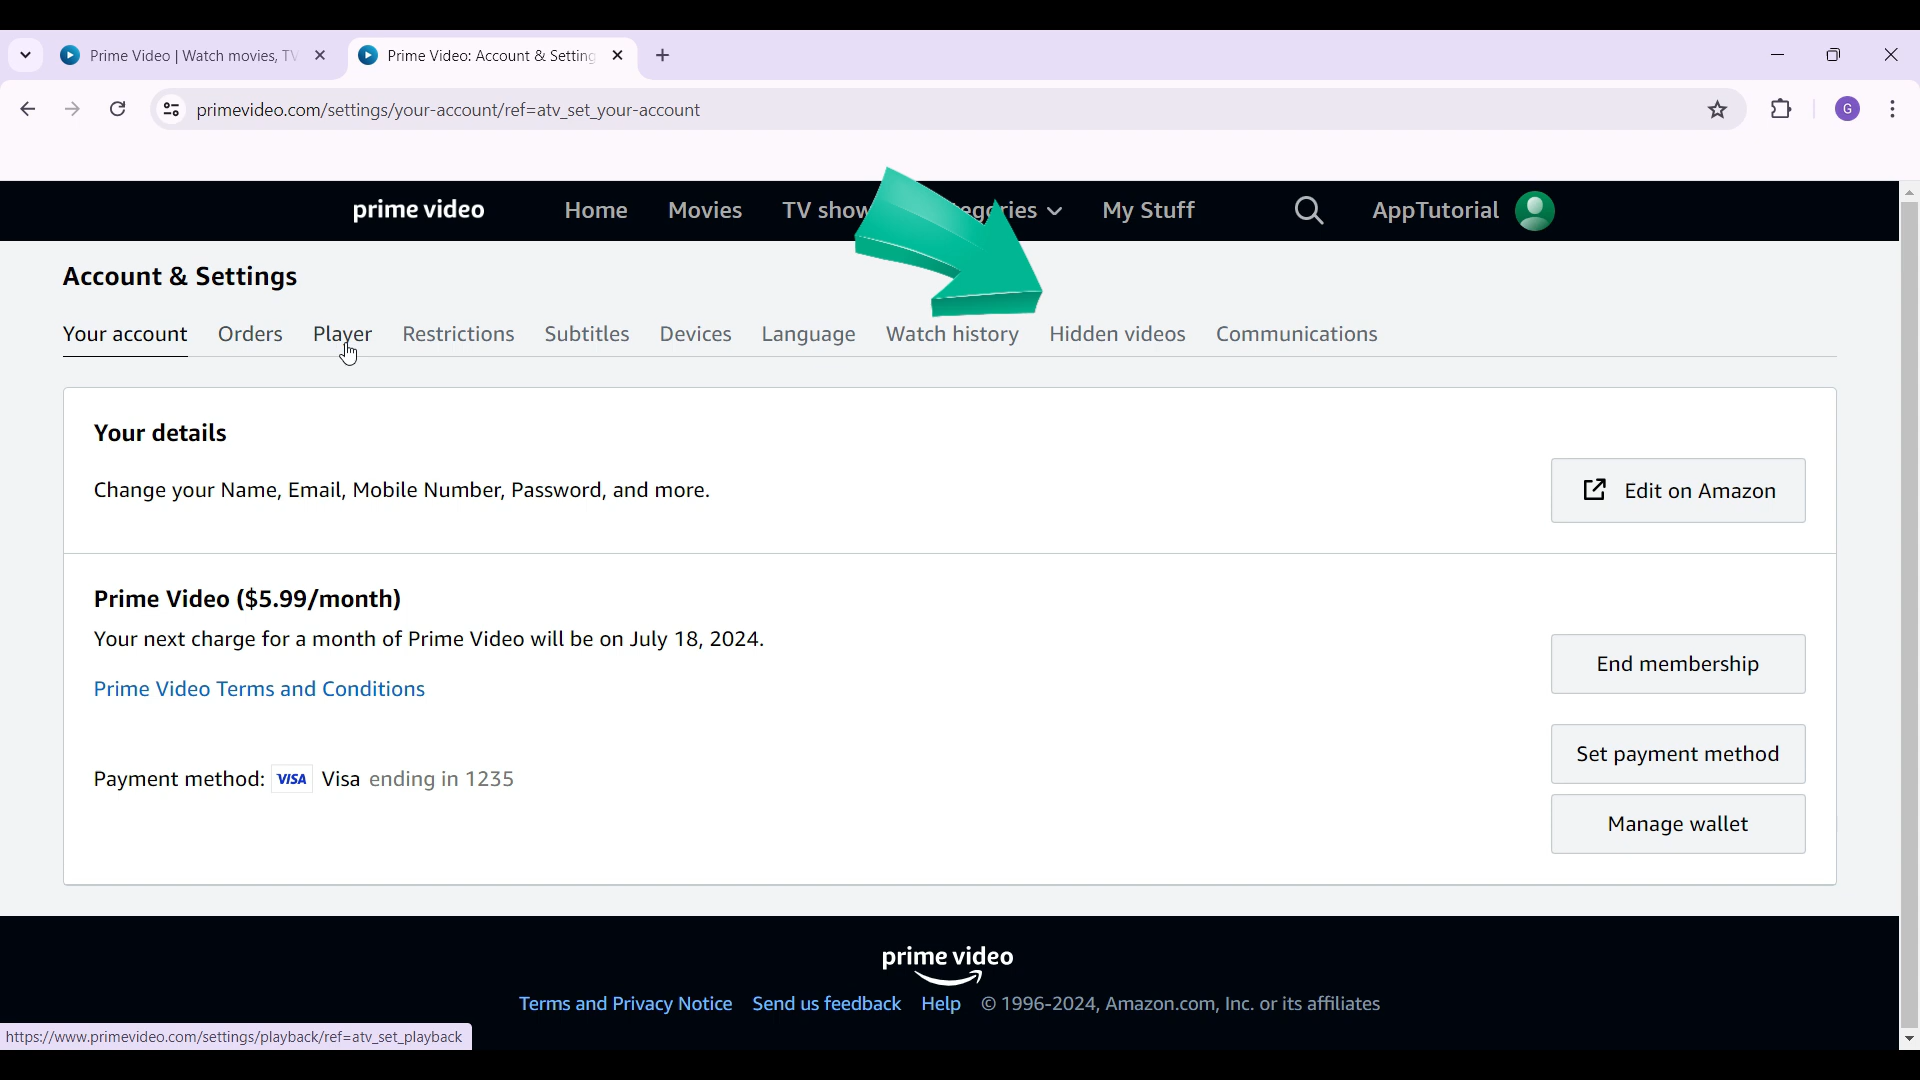 Prime Video | Watch movies, TV
Prime Video: Account & Setting
primevideo.com/settings/your-account/ref=atv_set_your-account
G
prime video Home Movies TV show egories My Stuff AppTutorial
Account & Settings
Your account Orders Player Restrictions Subtitles Devices Language Watch history Hidden videos Communications
Your details
Change your Name, Email, Mobile Number, Password, and more.
Edit on Amazon
Prime Video ($5.99/month)
Your next charge for a month of Prime Video will be on July 18, 2024.
End membership
Prime Video Terms and Conditions
Set payment method
Payment method: VISA Visa ending in 1235
Manage wallet
prime video
Terms and Privacy Notice Send us feedback Help © 1996-2024, Amazon.com, Inc. or its affiliates
https://www.primevideo.com/settings/playback/ref=atv_set_playback